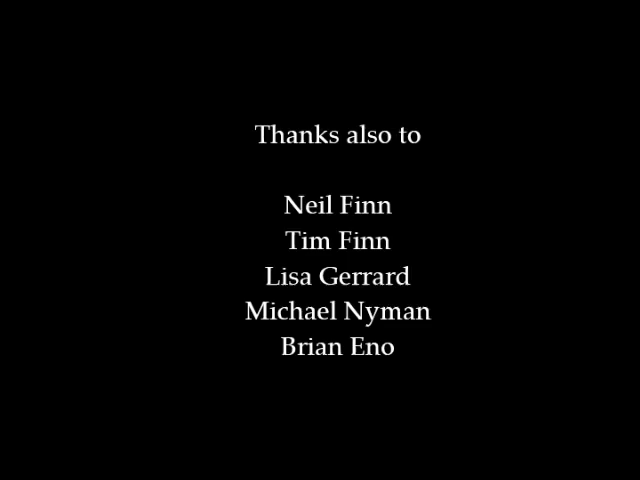 Thanks also to
Neil Finn
Tim Finn
Lisa Gerrard
Michael Nyman
Brian Eno